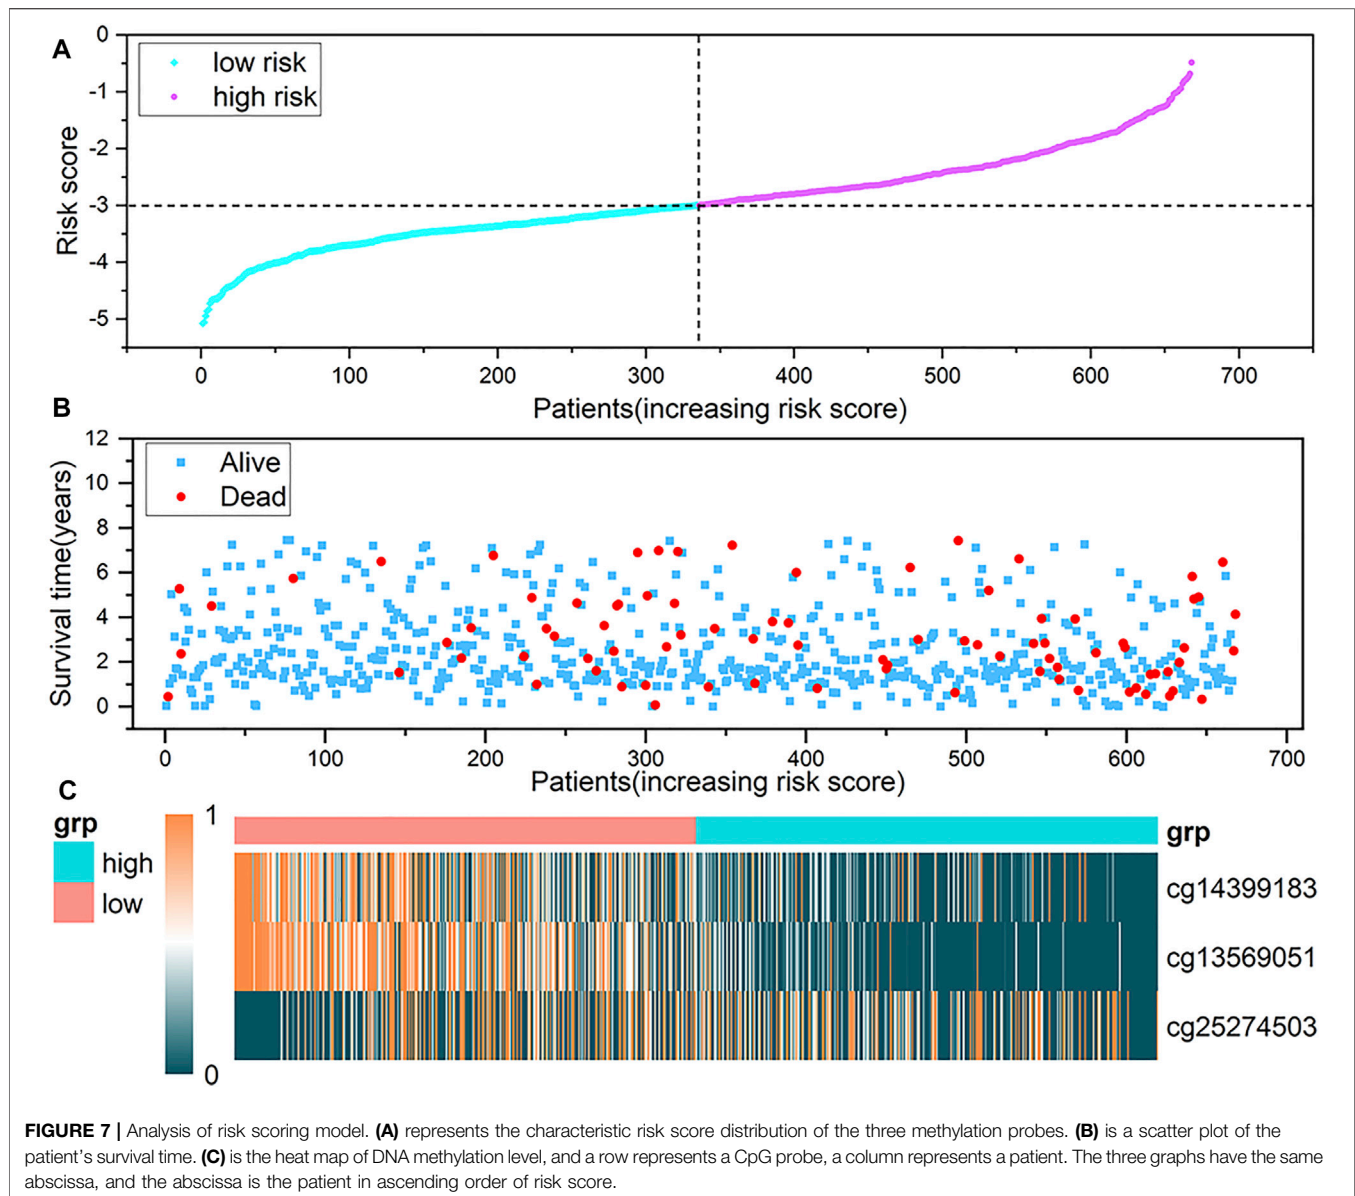 A
0
-1
-2
-3
-4
-5
Risk score
low risk
high risk
0 100 200 300 400 500 600 700
Patients(increasing risk score)
B
12
10
8
6
4
2
0
Survival time(years)
Alive
Dead
0 100 200 300 400 500 600 700
Patients(increasing risk score)
C
grp
high
low
1
0
grp
cg14399183
cg13569051
cg25274503
FIGURE 7 | Analysis of risk scoring model. (A) represents the characteristic risk score distribution of the three methylation probes. (B) is a scatter plot of the
patient's survival time. (C) is the heat map of DNA methylation level, and a row represents a CpG probe, a column represents a patient. The three graphs have the same
abscissa, and the abscissa is the patient in ascending order of risk score.